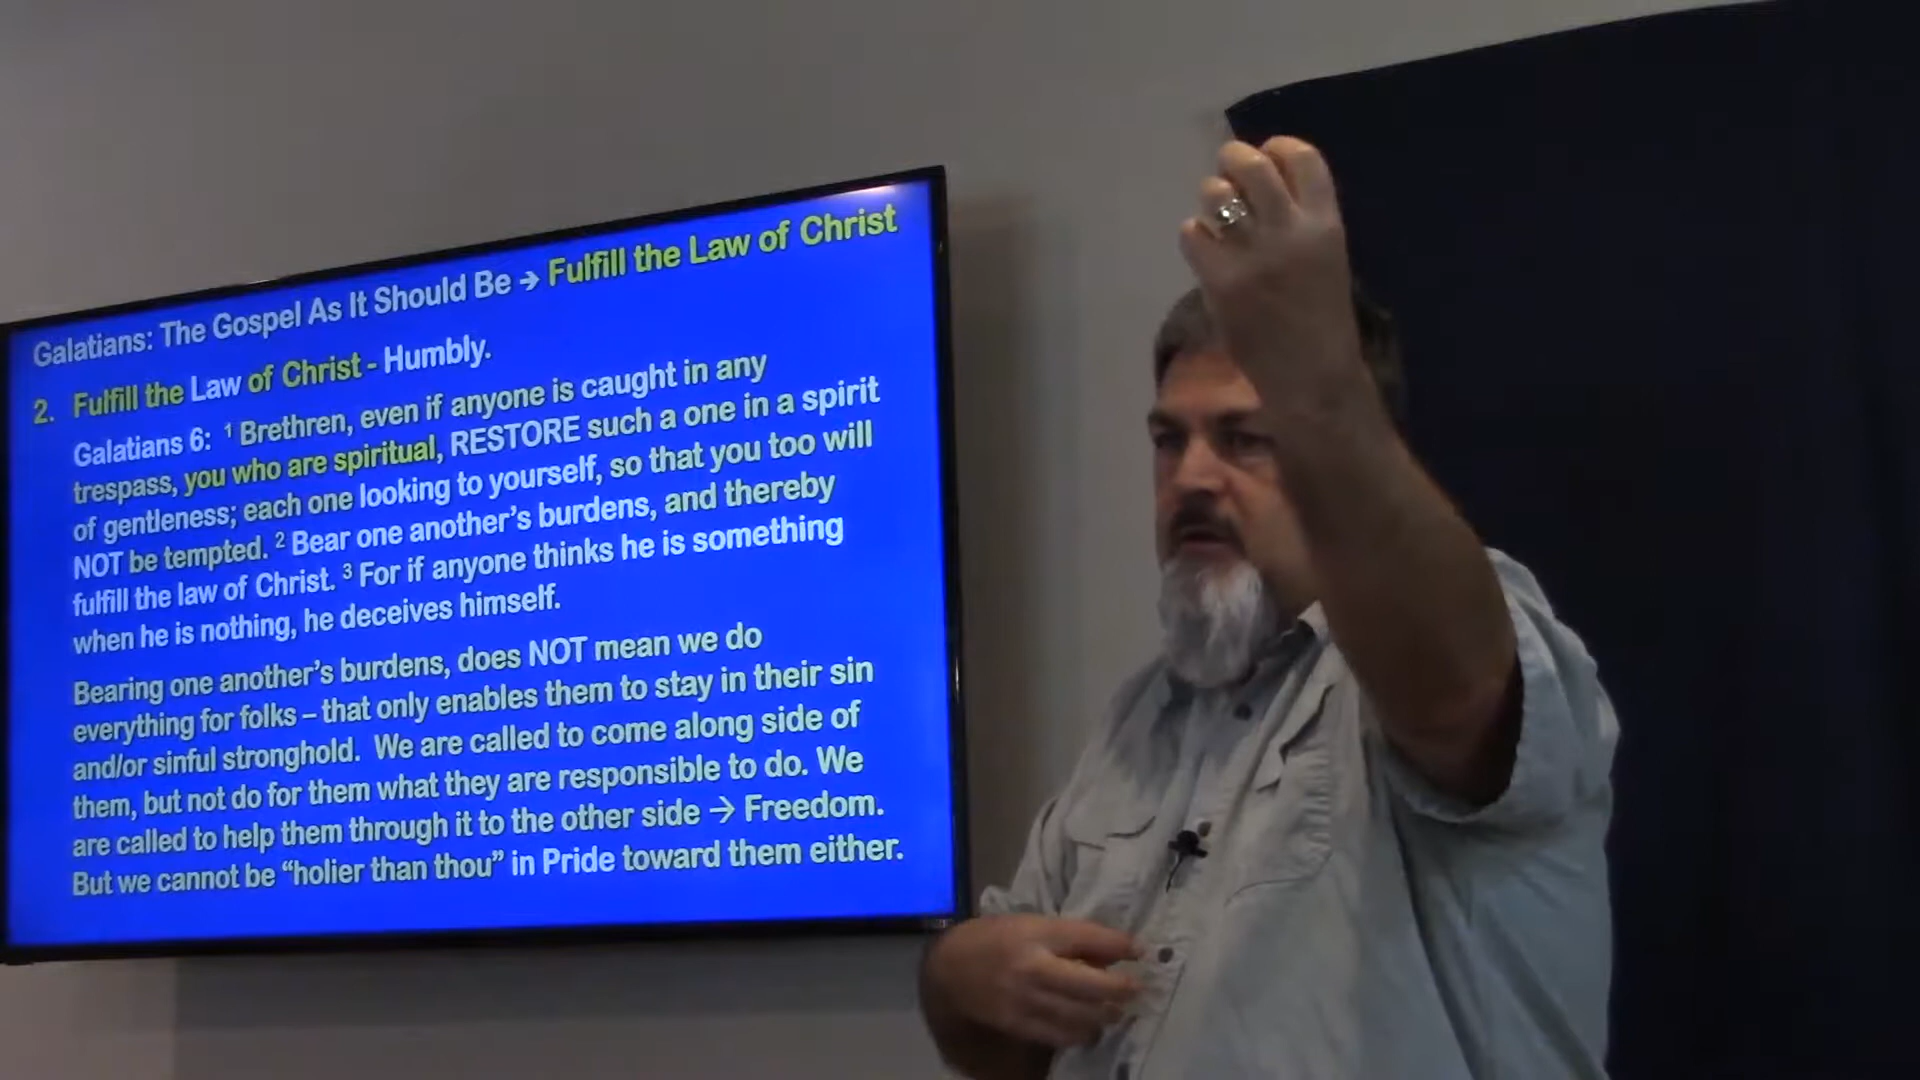 Galatians: The Gospel As It Should Be → Fulfill the Law of Christ
2. Fulfill the Law of Christ - Humbly.
Galatians 6: 1 Brethren, even if anyone is caught in any
trespass, you who are spiritual, RESTORE such a one in a spirit
of gentleness; each one looking to yourself, so that you too will
NOT be tempted. 2 Bear one another’s burdens, and thereby
fulfill the law of Christ. 3 For if anyone thinks he is something
when he is nothing, he deceives himself.
Bearing one another’s burdens, does NOT mean we do
everything for folks – that only enables them to stay in their sin
and/or sinful stronghold. We are called to come along side of
them, but not do for them what they are responsible to do. We
are called to help them through it to the other side → Freedom.
But we cannot be “holier than thou” in Pride toward them either.